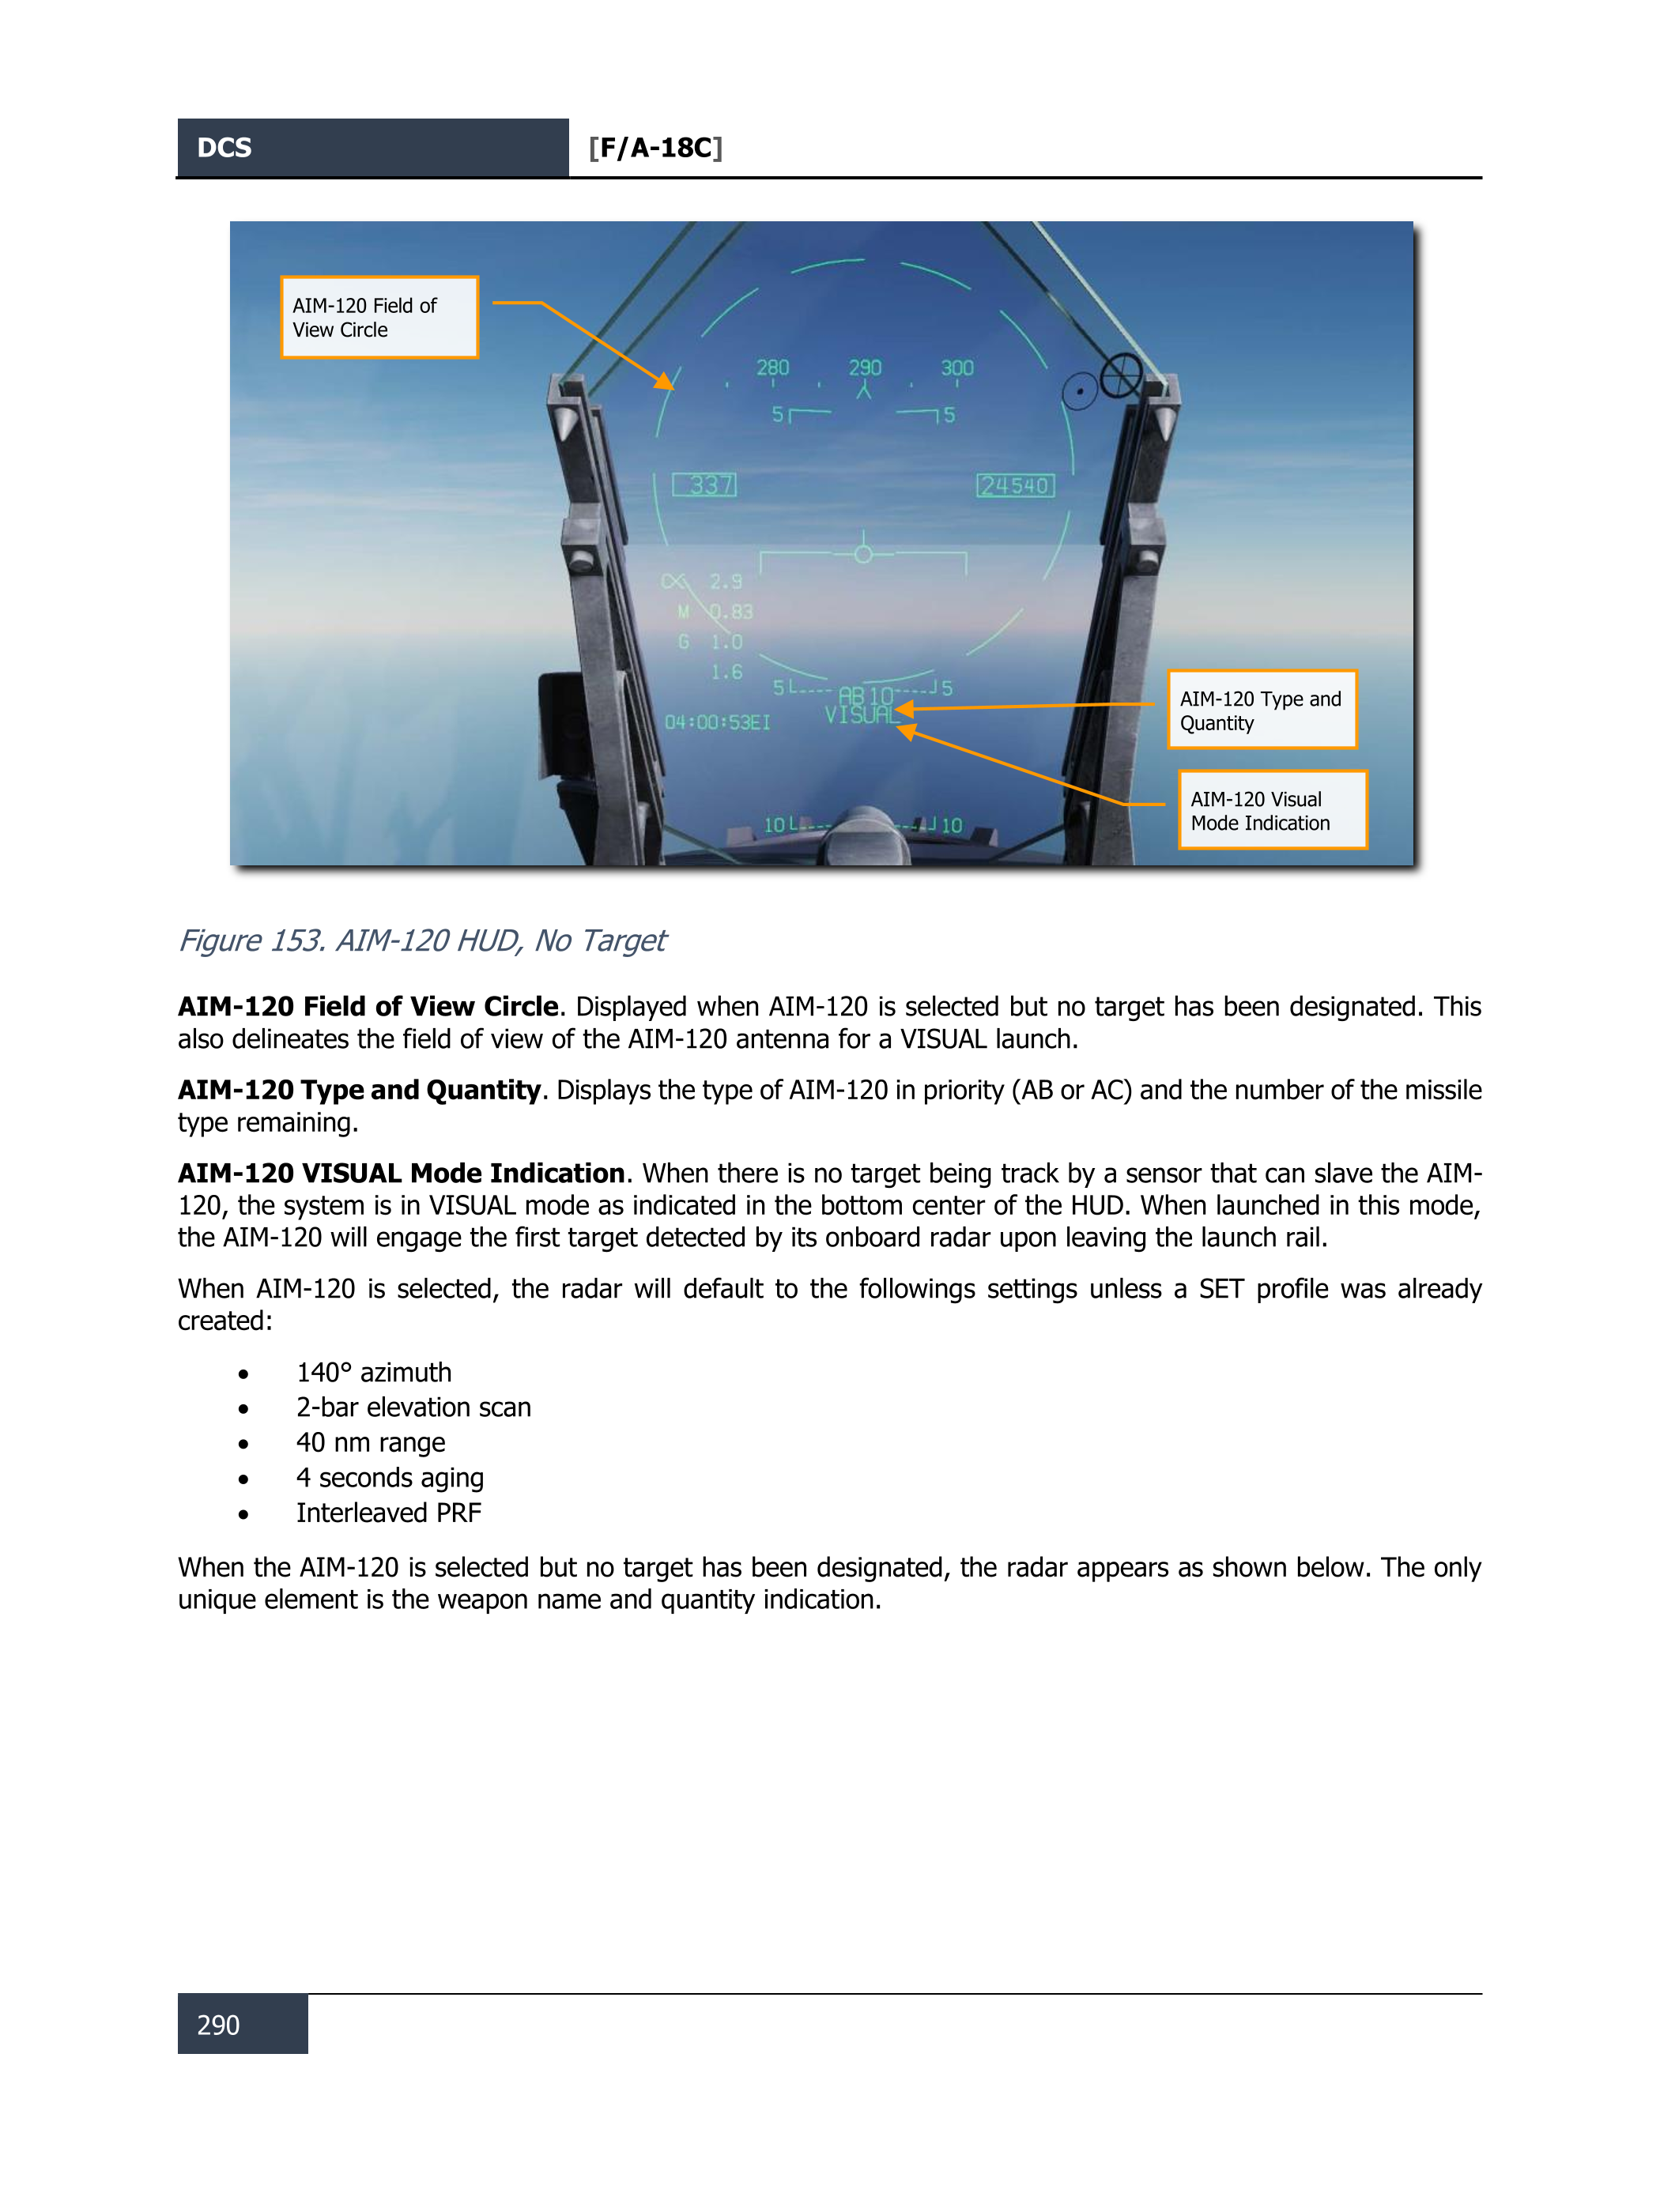 DCS [F/A-18C]
AIM-120 Field of
View Circle
280 290 300
5 5
337 24540
α 2.9
M 0.83
G 1.0
1.6
5 AB10 5
VISUAL
04:00:53EI
10 10
AIM-120 Type and
Quantity
AIM-120 Visual
Mode Indication
Figure 153. AIM-120 HUD, No Target
AIM-120 Field of View Circle. Displayed when AIM-120 is selected but no target has been designated. This
also delineates the field of view of the AIM-120 antenna for a VISUAL launch.
AIM-120 Type and Quantity. Displays the type of AIM-120 in priority (AB or AC) and the number of the missile
type remaining.
AIM-120 VISUAL Mode Indication. When there is no target being track by a sensor that can slave the AIM-
120, the system is in VISUAL mode as indicated in the bottom center of the HUD. When launched in this mode,
the AIM-120 will engage the first target detected by its onboard radar upon leaving the launch rail.
When AIM-120 is selected, the radar will default to the followings settings unless a SET profile was already
created:
• 140° azimuth
• 2-bar elevation scan
• 40 nm range
• 4 seconds aging
• Interleaved PRF
When the AIM-120 is selected but no target has been designated, the radar appears as shown below. The only
unique element is the weapon name and quantity indication.
290